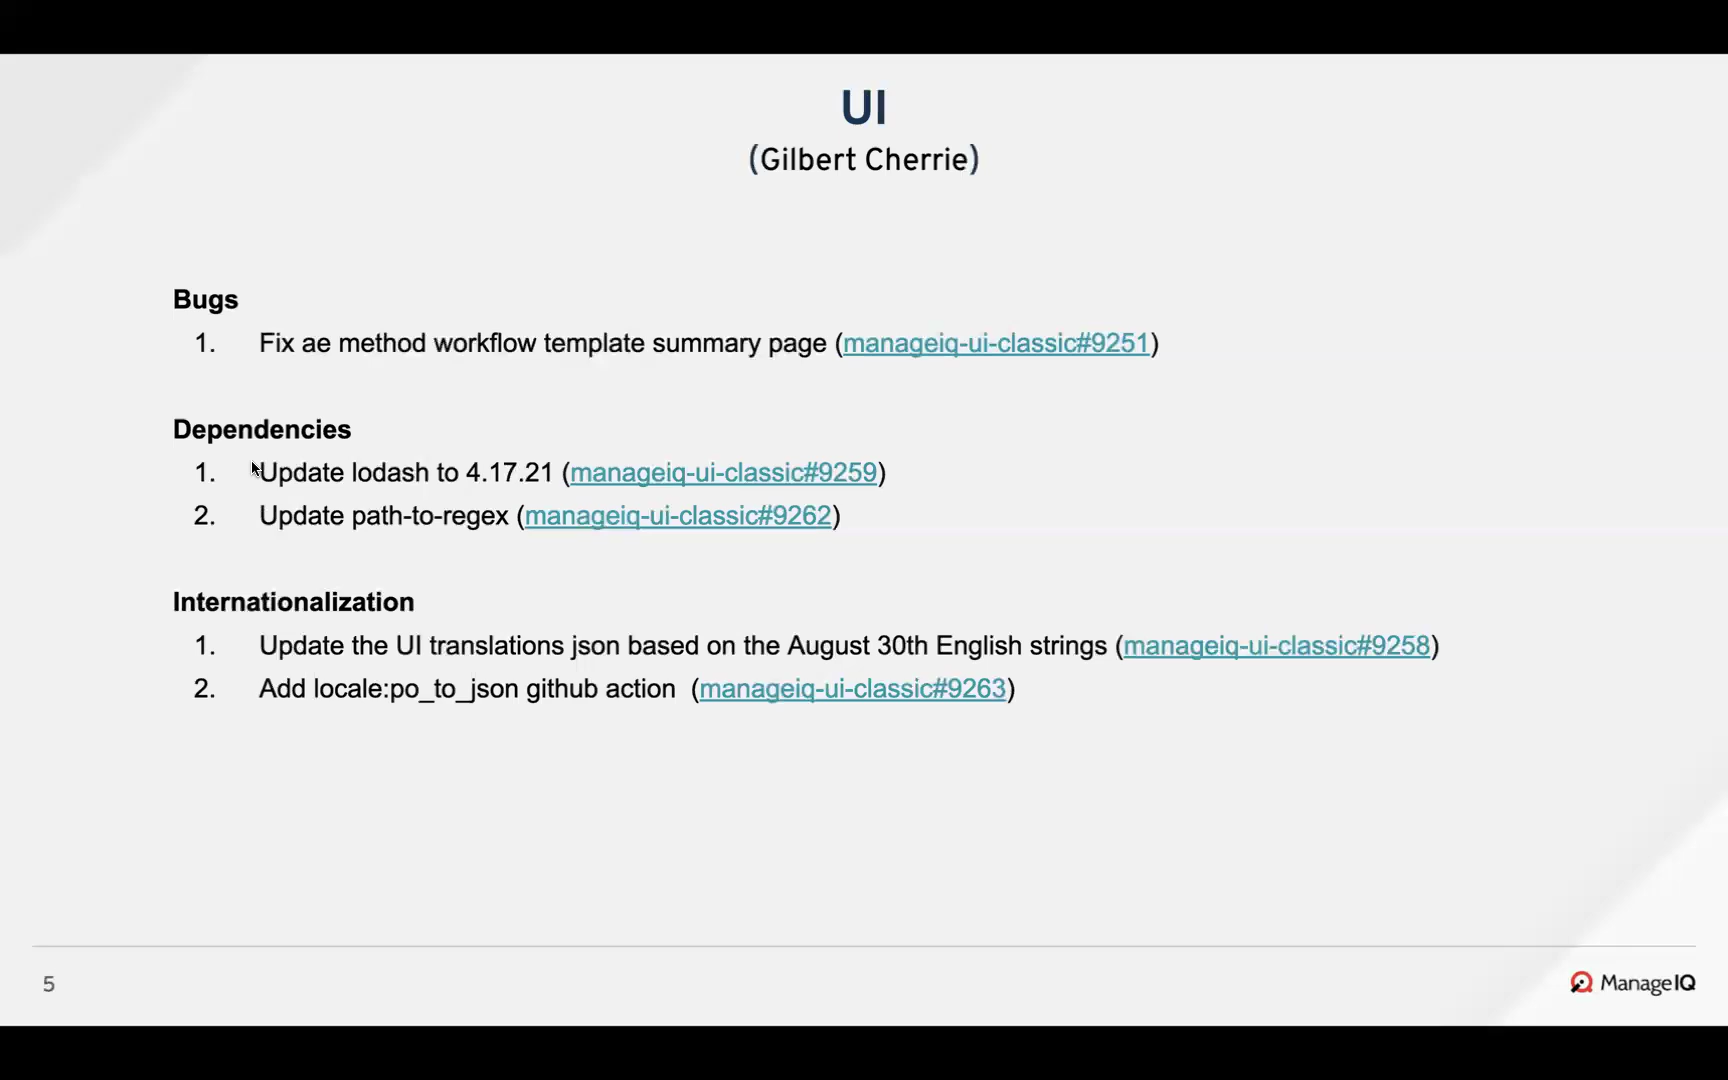 UI
(Gilbert Cherrie)
Bugs
1. Fix ae method workflow template summary page (manageiq-ui-classic#9251)
Dependencies
1. Update lodash to 4.17.21 (manageiq-ui-classic#9259)
2. Update path-to-regex (manageiq-ui-classic#9262)
Internationalization
1. Update the UI translations json based on the August 30th English strings (manageiq-ui-classic#9258)
2. Add locale:po_to_json github action  (manageiq-ui-classic#9263)
5
ManageIQ